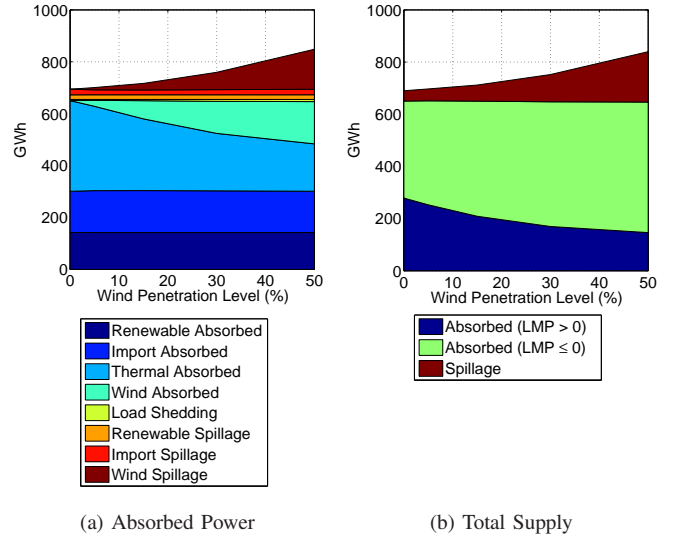 1000
800
600
400
200
0
GWh
0 10 20 30 40 50
Wind Penetration Level (%)
Renewable Absorbed
Import Absorbed
Thermal Absorbed
Wind Absorbed
Load Shedding
Renewable Spillage
Import Spillage
Wind Spillage
(a) Absorbed Power
1000
800
600
400
200
0
GWh
0 10 20 30 40 50
Wind Penetration Level (%)
Absorbed (LMP > 0)
Absorbed (LMP ≤ 0)
Spillage
(b) Total Supply